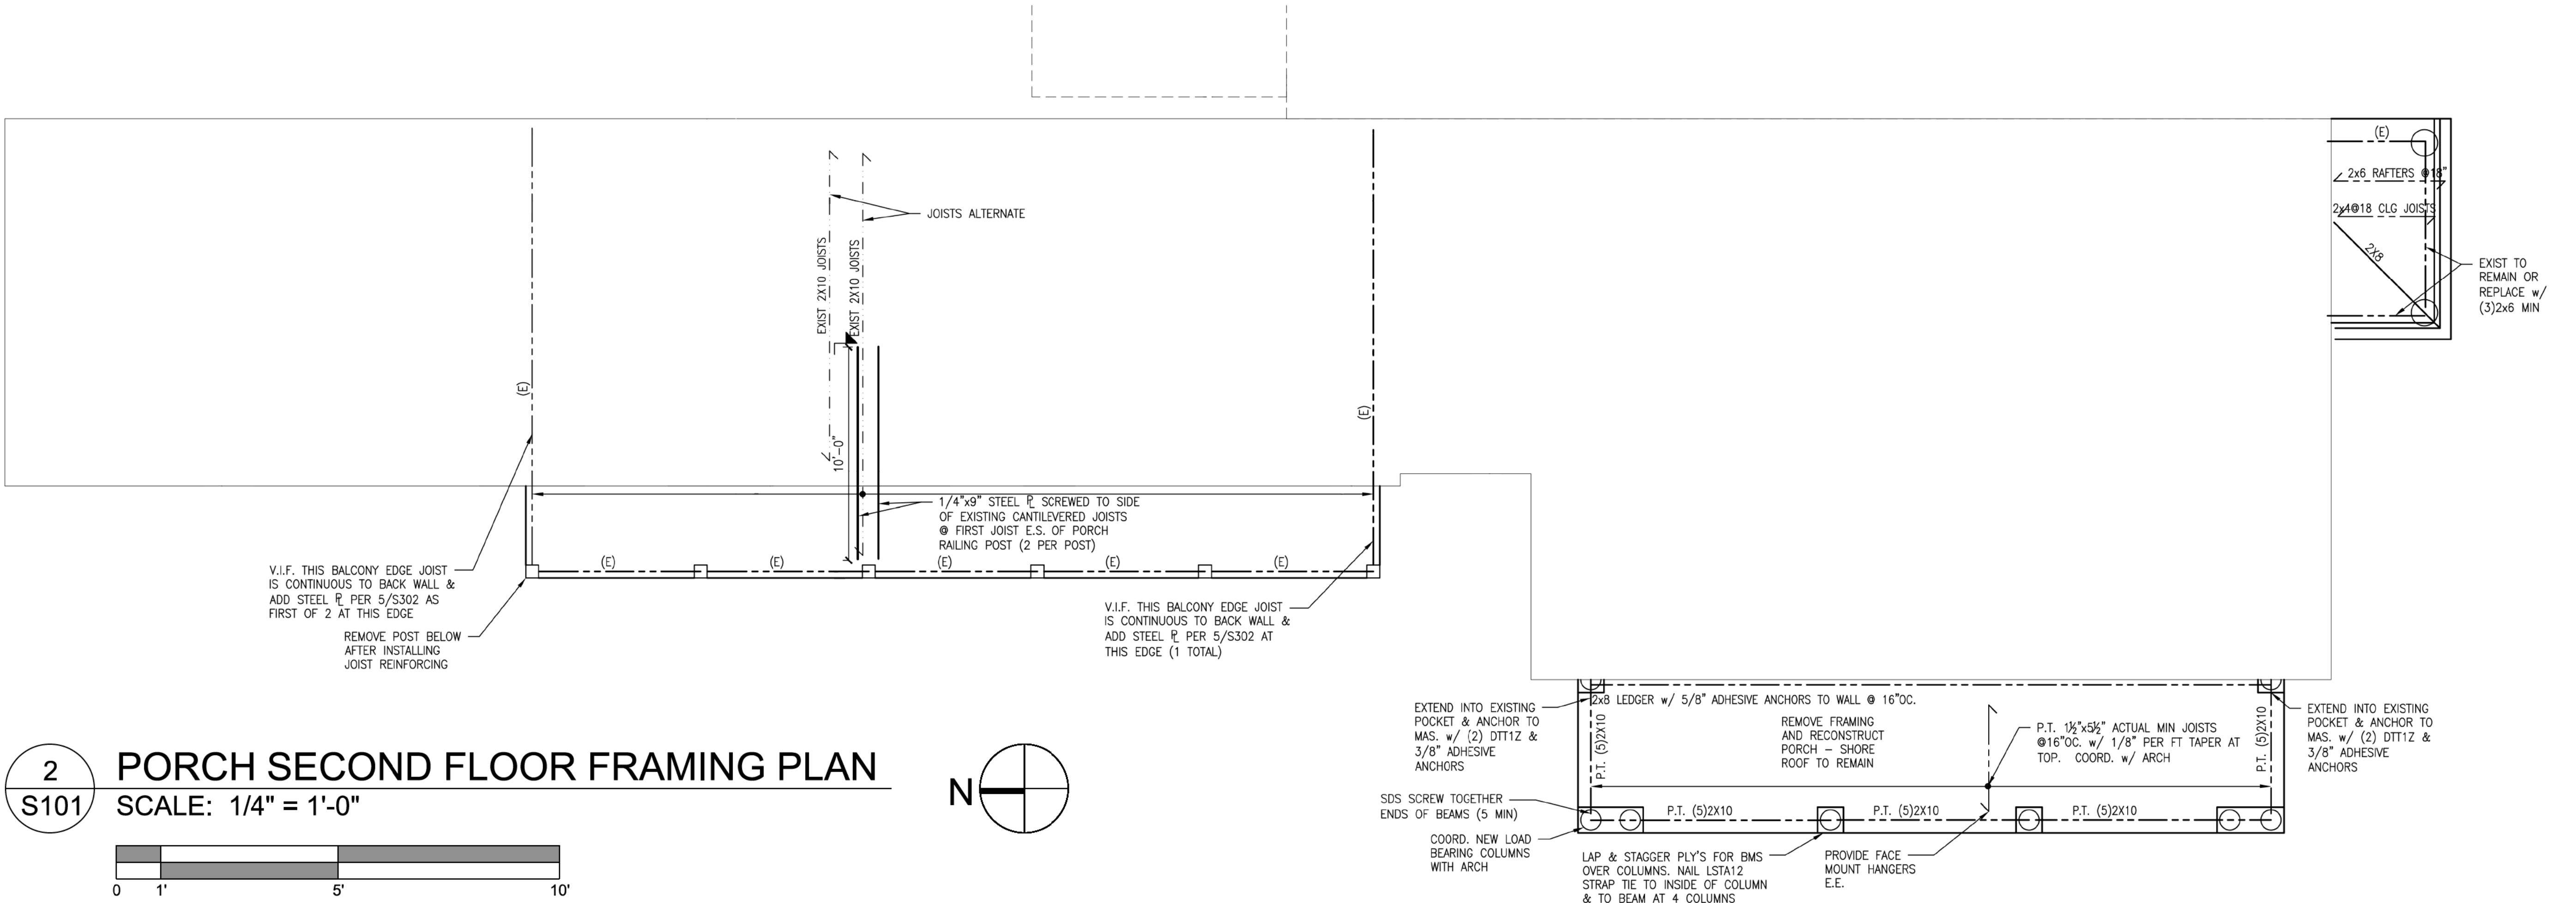 (E)
2x6 RAFTERS @18"
2x4@18 CLG JOISTS
2X8
EXIST TO
REMAIN OR
REPLACE w/
(3)2x6 MIN
JOISTS ALTERNATE
EXIST 2X10 JOISTS
EXIST 2X10 JOISTS
(E)
(E)
10'-0"
1/4"x9" STEEL ℄ SCREWED TO SIDE
OF EXISTING CANTILEVERED JOISTS
@ FIRST JOIST E.S. OF PORCH
RAILING POST (2 PER POST)
(E)
(E)
(E)
(E)
(E)
V.I.F. THIS BALCONY EDGE JOIST
IS CONTINUOUS TO BACK WALL &
ADD STEEL PL PER 5/S302 AS
FIRST OF 2 AT THIS EDGE
REMOVE POST BELOW
AFTER INSTALLING
JOIST REINFORCING
V.I.F. THIS BALCONY EDGE JOIST
IS CONTINUOUS TO BACK WALL &
ADD STEEL PL PER 5/S302 AT
THIS EDGE (1 TOTAL)
EXTEND INTO EXISTING
POCKET & ANCHOR TO
MAS. w/ (2) DTT1Z &
3/8" ADHESIVE
ANCHORS
2x8 LEDGER w/ 5/8" ADHESIVE ANCHORS TO WALL @ 16"OC.
P.T. (5)2X10
REMOVE FRAMING
AND RECONSTRUCT
PORCH – SHORE
ROOF TO REMAIN
P.T. 1½"x5½" ACTUAL MIN JOISTS
@16"OC. w/ 1/8" PER FT TAPER AT
TOP. COORD. w/ ARCH
P.T. (5)2X10
EXTEND INTO EXISTING
POCKET & ANCHOR TO
MAS. w/ (2) DTT1Z &
3/8" ADHESIVE
ANCHORS
SDS SCREW TOGETHER
ENDS OF BEAMS (5 MIN)
P.T. (5)2X10
P.T. (5)2X10
P.T. (5)2X10
COORD. NEW LOAD
BEARING COLUMNS
WITH ARCH
LAP & STAGGER PLY'S FOR BMS
OVER COLUMNS. NAIL LSTA12
STRAP TIE TO INSIDE OF COLUMN
& TO BEAM AT 4 COLUMNS
PROVIDE FACE
MOUNT HANGERS
E.E.
2
S101
PORCH SECOND FLOOR FRAMING PLAN
SCALE: 1/4" = 1'-0"
N
0 1' 5' 10'